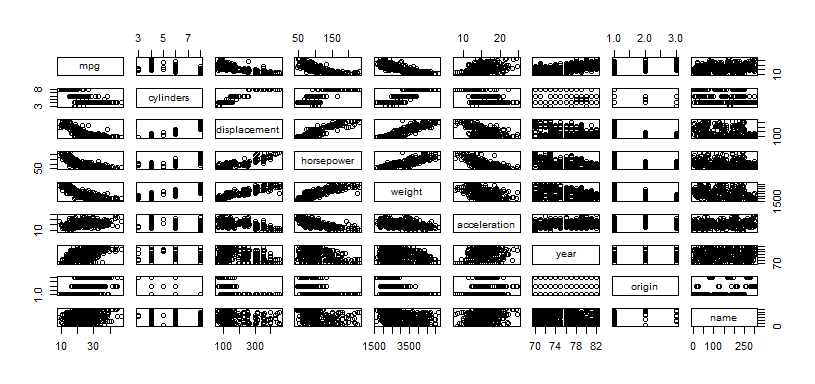 3 5 7 50 150 10 20 1.0 2.0 3.0
mpg 10
3 8 cylinders
displacement 100
50 horsepower
weight 1500
10 acceleration
year 70
1.0 origin
name 0
10 30 100 300 1500 3500 70 74 78 82 0 100 250